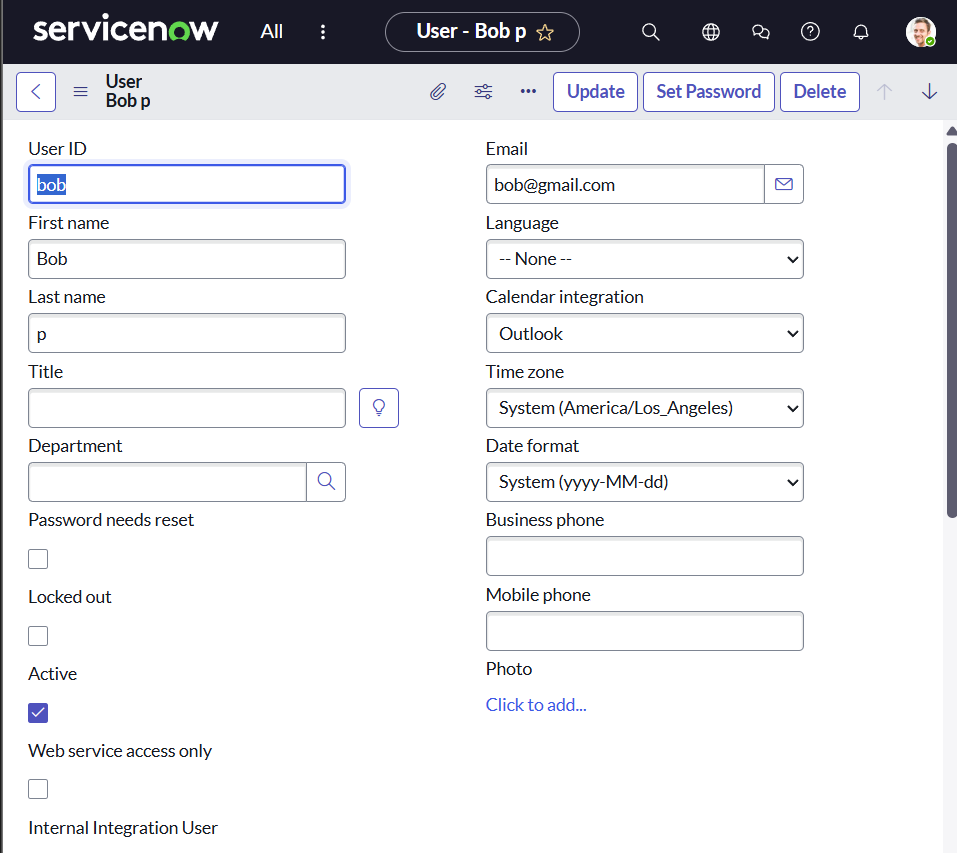 servicenow All User - Bob p
User
Bob p
Update Set Password Delete
User ID
bob
First name
Bob
Last name
p
Title
Department
Password needs reset
Locked out
Active
Web service access only
Internal Integration User
Email
bob@gmail.com
Language
-- None --
Calendar integration
Outlook
Time zone
System (America/Los_Angeles)
Date format
System (yyyy-MM-dd)
Business phone
Mobile phone
Photo
Click to add...